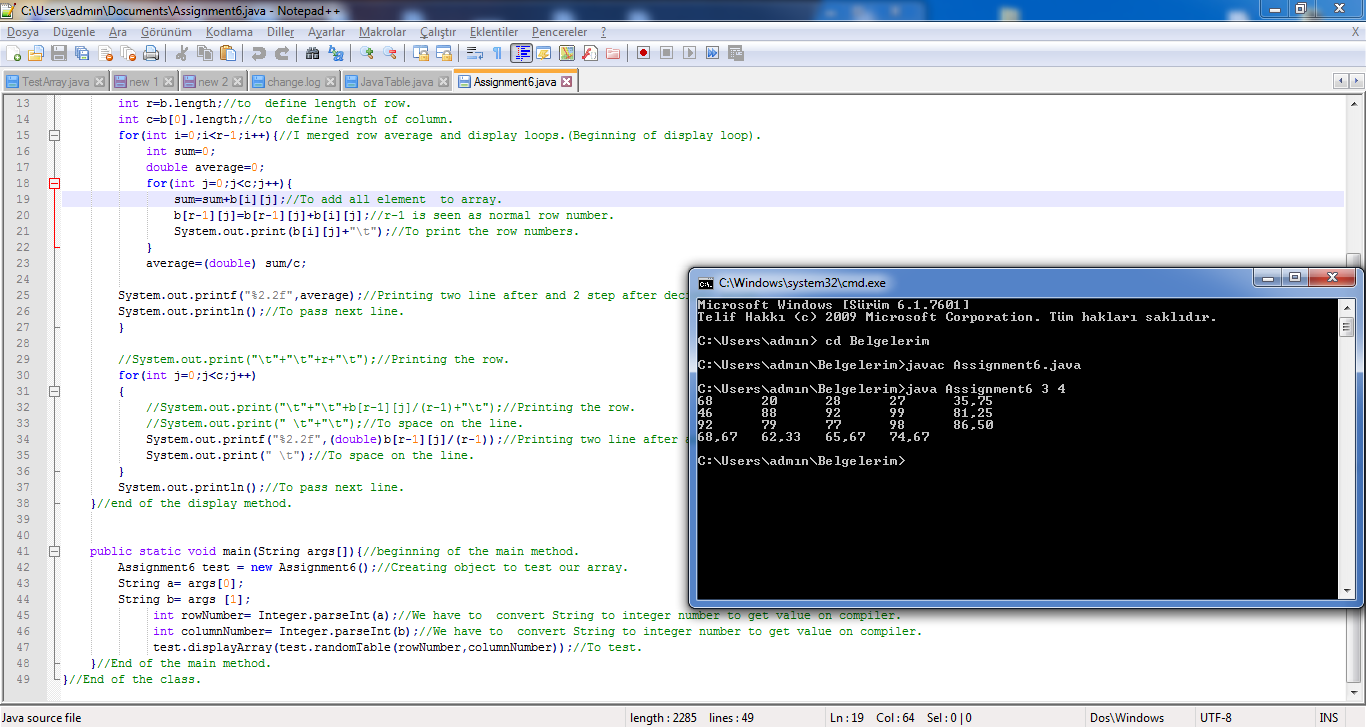 C:\Users\admın\Documents\Assignment6.java - Notepad++
Dosya Düzenle Ara Görünüm Kodlama Diller Ayarlar Makrolar Çalıştır Eklentiler Pencereler ? X
TestArray.java new 1 new 2 change.log JavaTable.java Assignment6.java
13 int r=b.length;//to  define length of row.
14 int c=b[0].length;//to  define length of column.
15 for(int i=0;i<r-1;i++){//I merged row average and display loops.(Beginning of display loop).
16 int sum=0;
17 double average=0;
18 for(int j=0;j<c;j++){
19 sum=sum+b[i][j];//To add all element  to array.
20 b[r-1][j]=b[r-1][j]+b[i][j];//r-1 is seen as normal row number.
21 System.out.print(b[i][j]+"\t");//To print the row numbers.
22 }
23 average=(double) sum/c;
24
25 System.out.printf("%2.2f",average);//Printing two line after and 2 step after dec
26 System.out.println();//To pass next line.
27 }
28
29 //System.out.print("\t"+"\t"+r+"\t");//Printing the row.
30 for(int j=0;j<c;j++)
31 {
32 //System.out.print("\t"+"\t"+b[r-1][j]/(r-1)+"\t");//Printing the row.
33 //System.out.print(" \t"+"\t");//To space on the line.
34 System.out.printf("%2.2f",(double)b[r-1][j]/(r-1));//Printing two line after
35 System.out.print(" \t");//To space on the line.
36 }
37 System.out.println();//To pass next line.
38 }//end of the display method.
39
40
41 public static void main(String args[]){//beginning of the main method.
42 Assignment6 test = new Assignment6();//Creating object to test our array.
43 String a= args[0];
44 String b= args [1];
45 int rowNumber= Integer.parseInt(a);//We have to  convert String to integer number to get value on compiler.
46 int columnNumber= Integer.parseInt(b);//We have to  convert String to integer number to get value on compiler.
47 test.displayArray(test.randomTable(rowNumber,columnNumber));//To test.
48 }//End of the main method.
49 }//End of the class.
C:\Windows\system32\cmd.exe
Microsoft Windows [Sürüm 6.1.7601]
Telif Hakkı (c) 2009 Microsoft Corporation. Tüm hakları saklıdır.
C:\Users\admın> cd Belgelerim
C:\Users\admın\Belgelerim>javac Assignment6.java
C:\Users\admın\Belgelerim>java Assignment6 3 4
68 20 28 27 35,75
46 88 92 99 81,25
92 79 77 98 86,50
68,67 62,33 65,67 74,67
C:\Users\admın\Belgelerim>
Java source file length : 2285 lines : 49 Ln : 19 Col : 64 Sel : 0 | 0 Dos\Windows UTF-8 INS